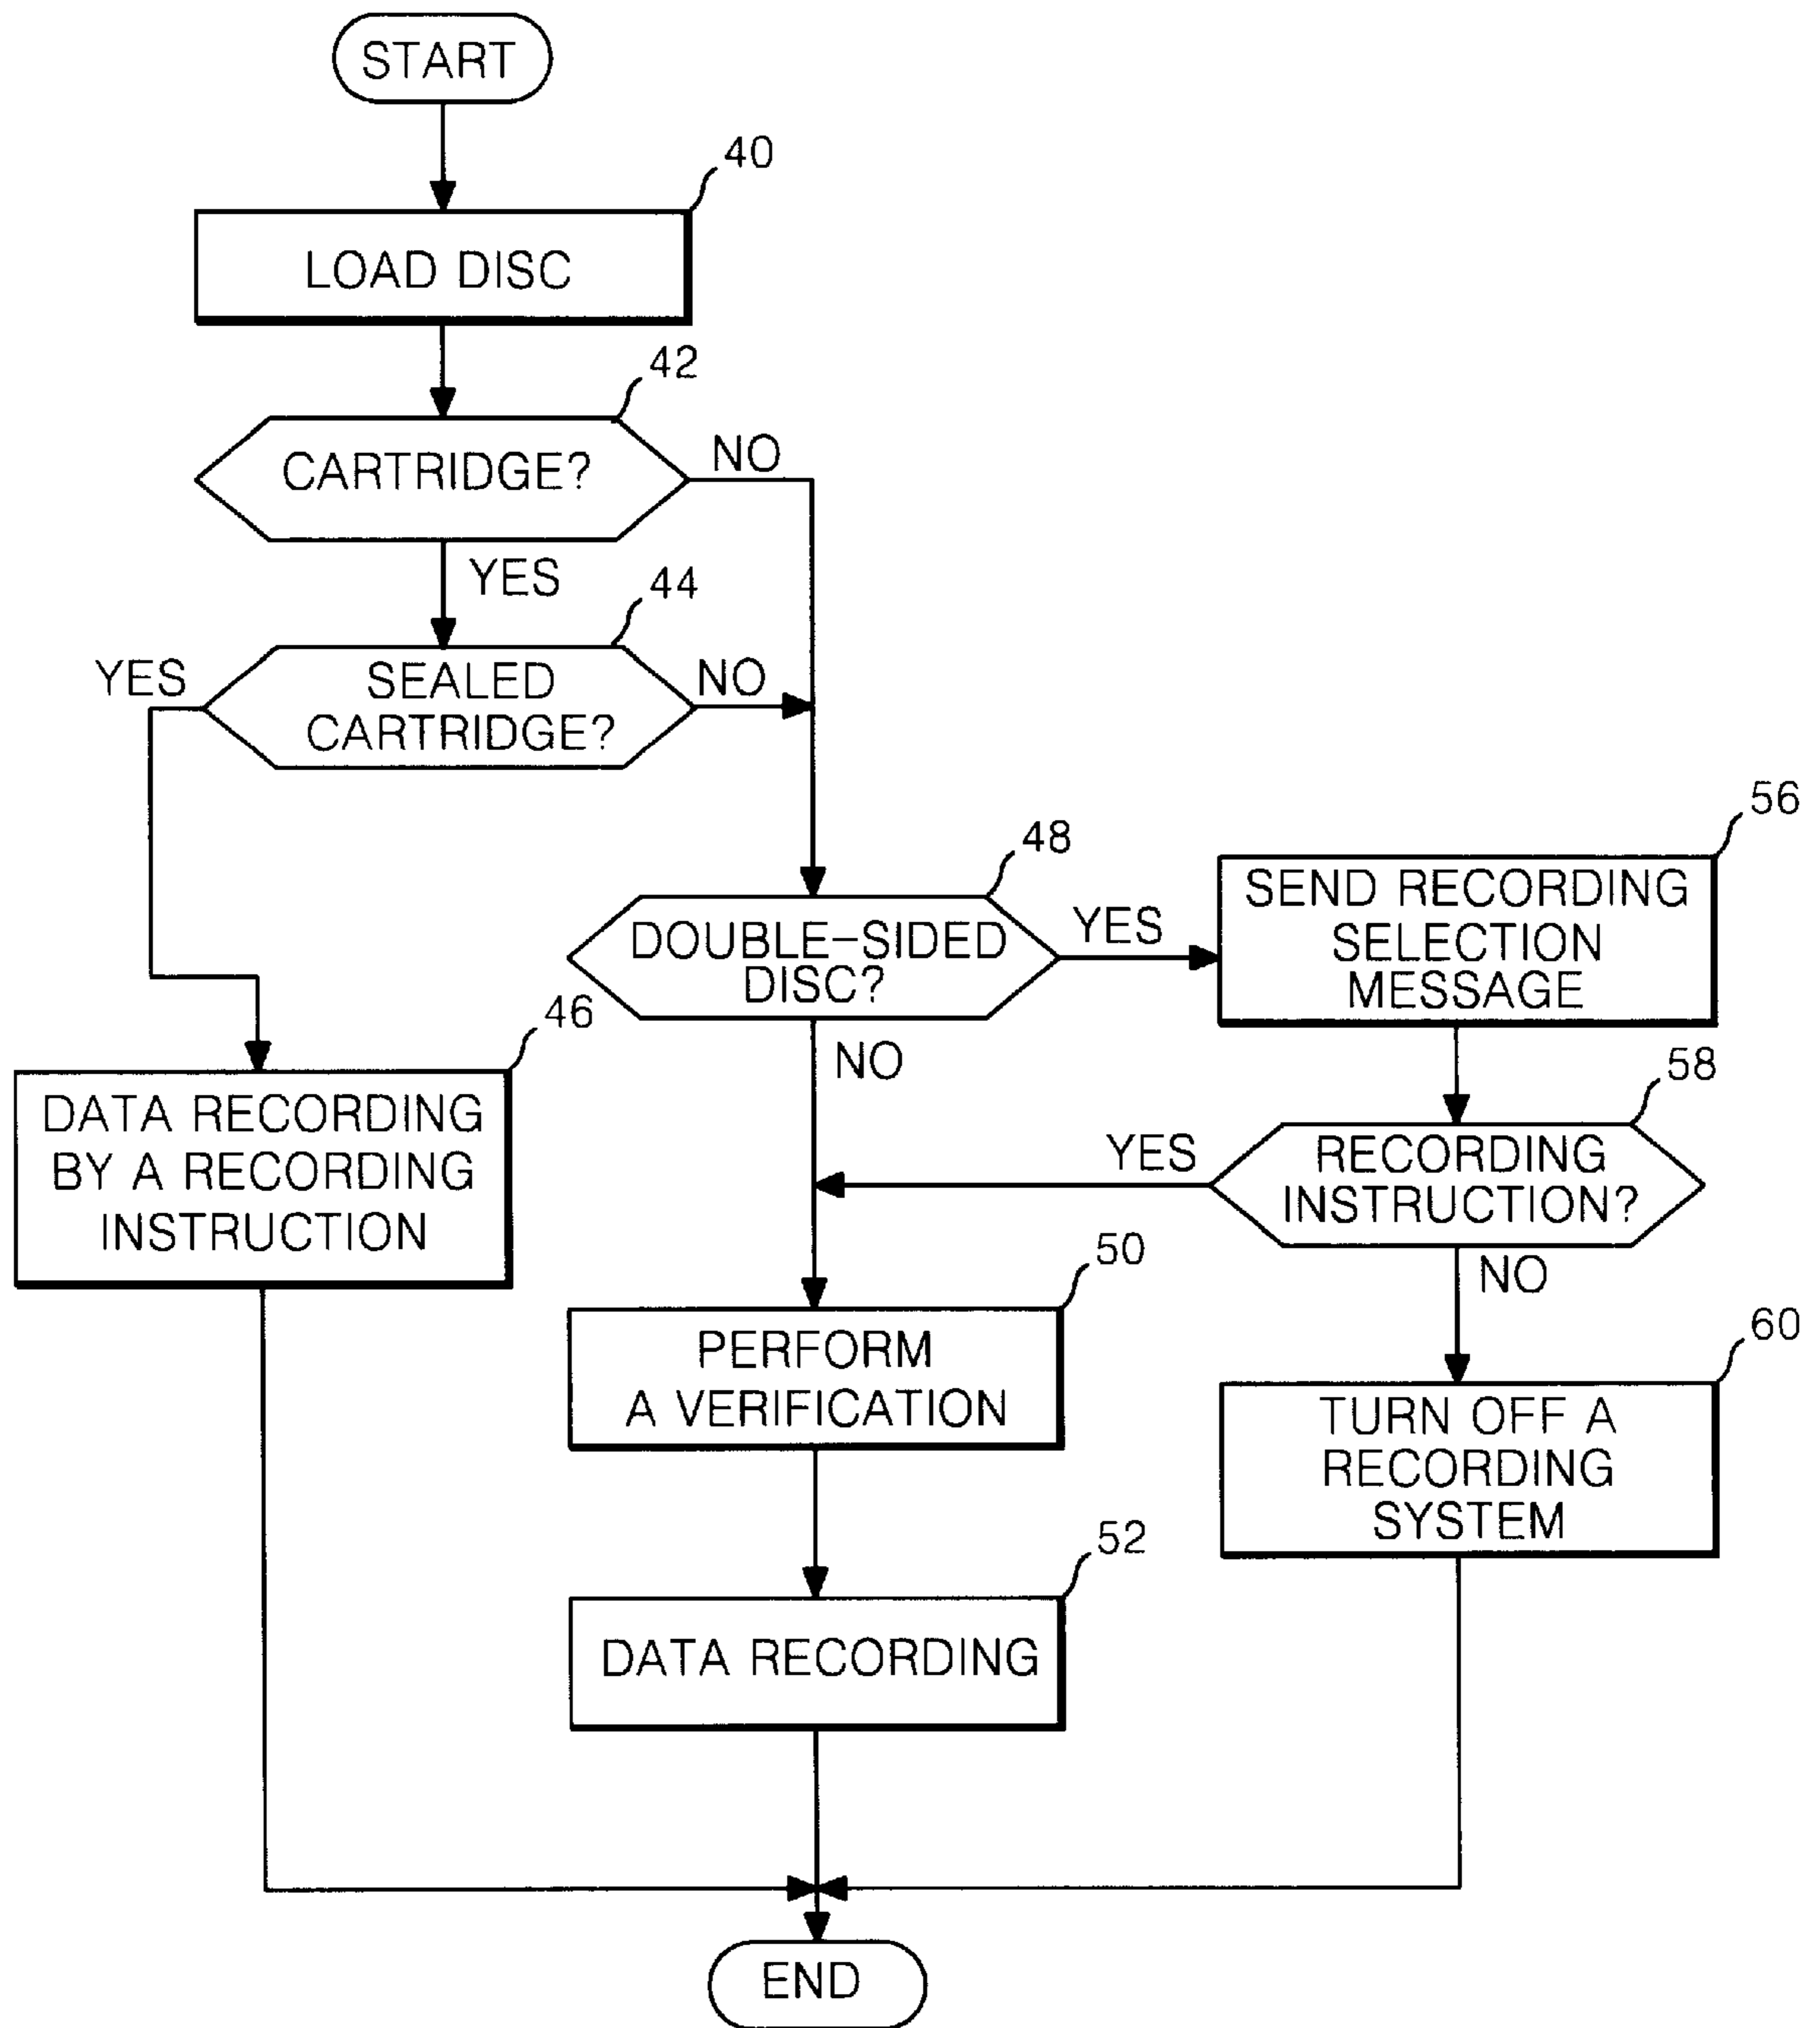 START
40
LOAD DISC
42
CARTRIDGE?
NO
YES
44
YES
SEALED
CARTRIDGE?
NO
48
DOUBLE-SIDED
DISC?
YES
NO
56
SEND RECORDING
SELECTION
MESSAGE
46
DATA RECORDING
BY A RECORDING
INSTRUCTION
58
YES
RECORDING
INSTRUCTION?
NO
50
PERFORM
A VERIFICATION
60
TURN OFF A
RECORDING
SYSTEM
52
DATA RECORDING
END